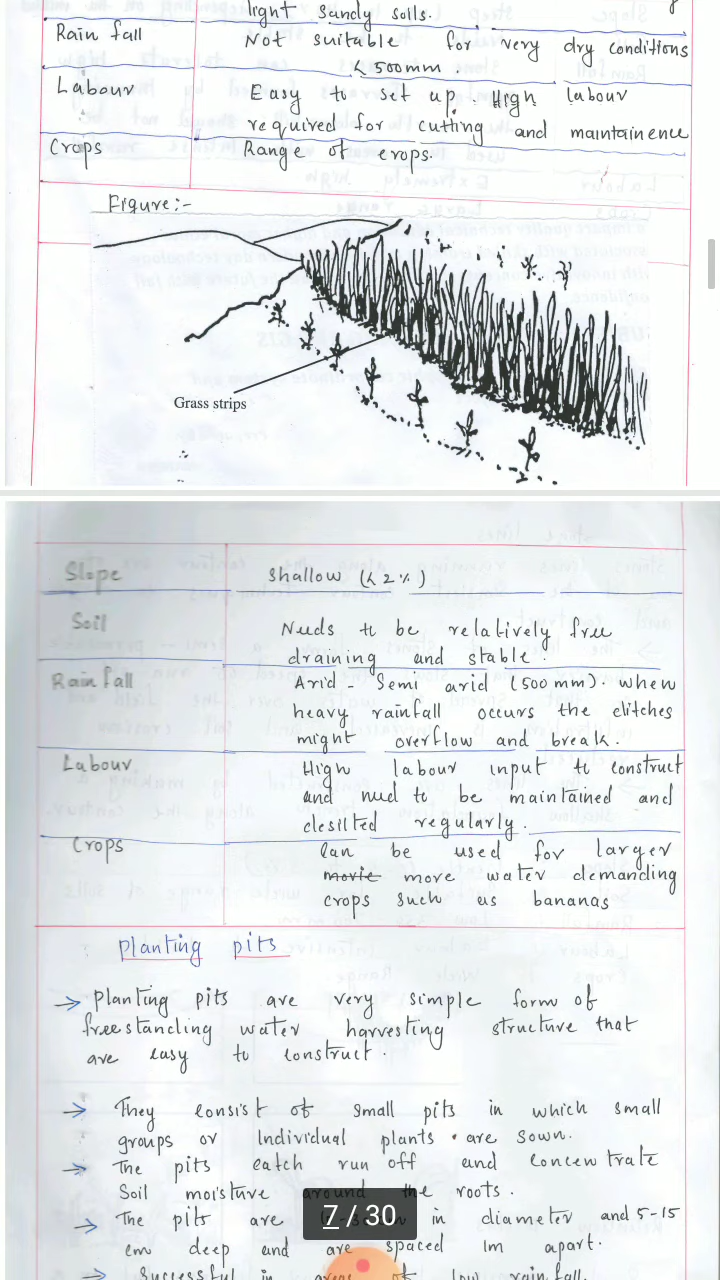 light sandy soils.
Rain fall Not suitable for very dry conditions
< 500mm.
Labour Easy to set up. High labour
required for cutting and maintainence
Crops Range of crops.
Figure:-
Grass strips
Slope shallow (< 2%)
Soil Needs to be relatively free
draining and stable.
Rain fall Arid - Semi arid (500 mm). when
heavy rainfall occurs the ditches
might overflow and break.
Labour High labour input to construct
and need to be maintained and
desilted regularly.
Crops Can be used for larger
movie more water demanding
crops such as bananas
Planting pits
→ Planting pits are very simple form of
freestanding water harvesting structure that
are easy to construct.
→ They consist of small pits in which small
groups or Individual plants are sown.
→ The pits catch run off and concentrate
Soil moisture around the roots.
→ The pits are in diameter and 5-15
cm deep and are spaced 1m apart.
→ Successful in areas of low rainfall.
7 / 30